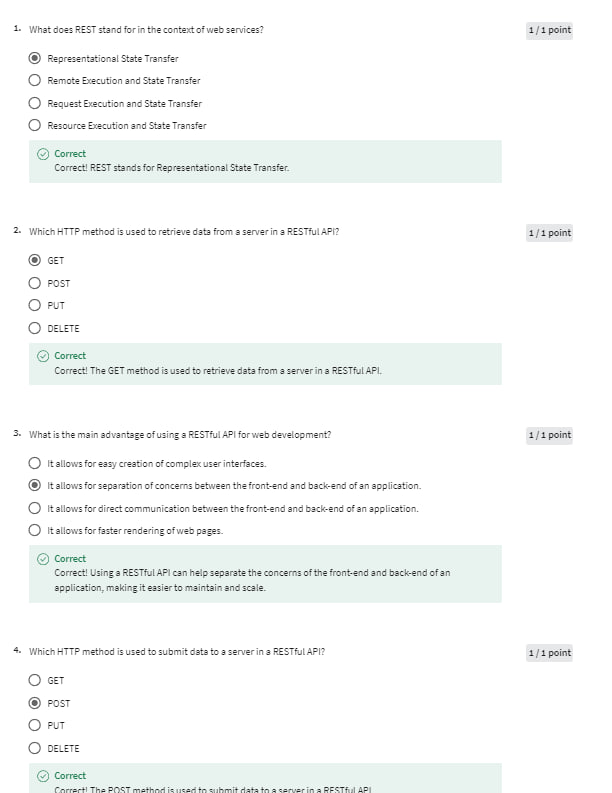 1. What does REST stand for in the context of web services?
1 / 1 point
Representational State Transfer
Remote Execution and State Transfer
Request Execution and State Transfer
Resource Execution and State Transfer
Correct
Correct! REST stands for Representational State Transfer.
2. Which HTTP method is used to retrieve data from a server in a RESTful API?
1 / 1 point
GET
POST
PUT
DELETE
Correct
Correct! The GET method is used to retrieve data from a server in a RESTful API.
3. What is the main advantage of using a RESTful API for web development?
1 / 1 point
It allows for easy creation of complex user interfaces.
It allows for separation of concerns between the front-end and back-end of an application.
It allows for direct communication between the front-end and back-end of an application.
It allows for faster rendering of web pages.
Correct
Correct! Using a RESTful API can help separate the concerns of the front-end and back-end of an
application, making it easier to maintain and scale.
4. Which HTTP method is used to submit data to a server in a RESTful API?
1 / 1 point
GET
POST
PUT
DELETE
Correct
Correct! The POST method is used to submit data to a server in a RESTful API